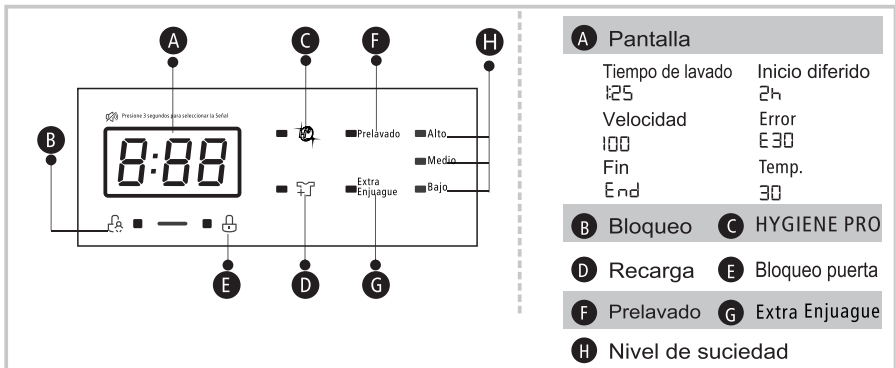 A C F H
Presione 3 segundos para seleccionar la Señal
B
8:88
Prelavado
Alto
Medio
Extra
Enjuague
Bajo
E D G
A Pantalla
Tiempo de lavado Inicio diferido
1:25 2h
Velocidad Error
100 E30
Fin Temp.
End 30
B Bloqueo C HYGIENE PRO
D Recarga E Bloqueo puerta
F Prelavado G Extra Enjuague
H Nivel de suciedad